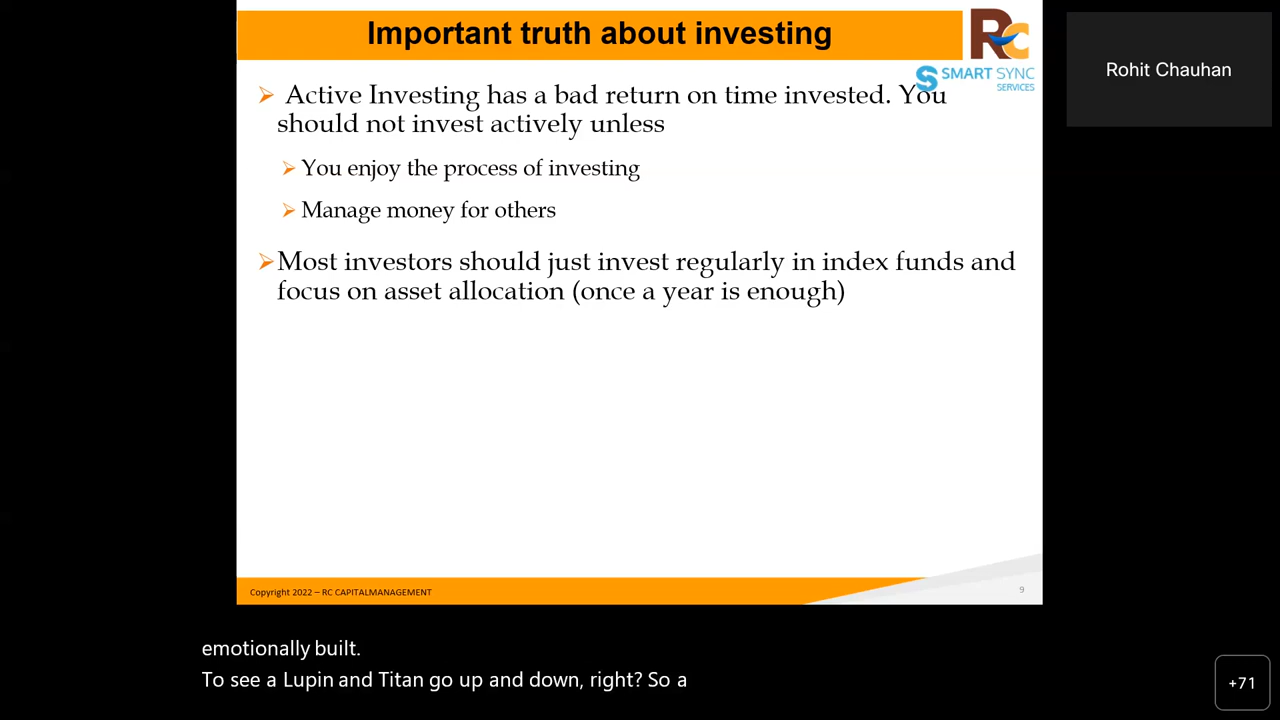 Important truth about investing
Rc
SMART SYNC
SERVICES
Rohit Chauhan
➢ Active Investing has a bad return on time invested. You
should not invest actively unless
➢ You enjoy the process of investing
➢ Manage money for others
➢ Most investors should just invest regularly in index funds and
focus on asset allocation (once a year is enough)
Copyright 2022 – RC CAPITALMANAGEMENT
9
emotionally built.
To see a Lupin and Titan go up and down, right? So a
+71